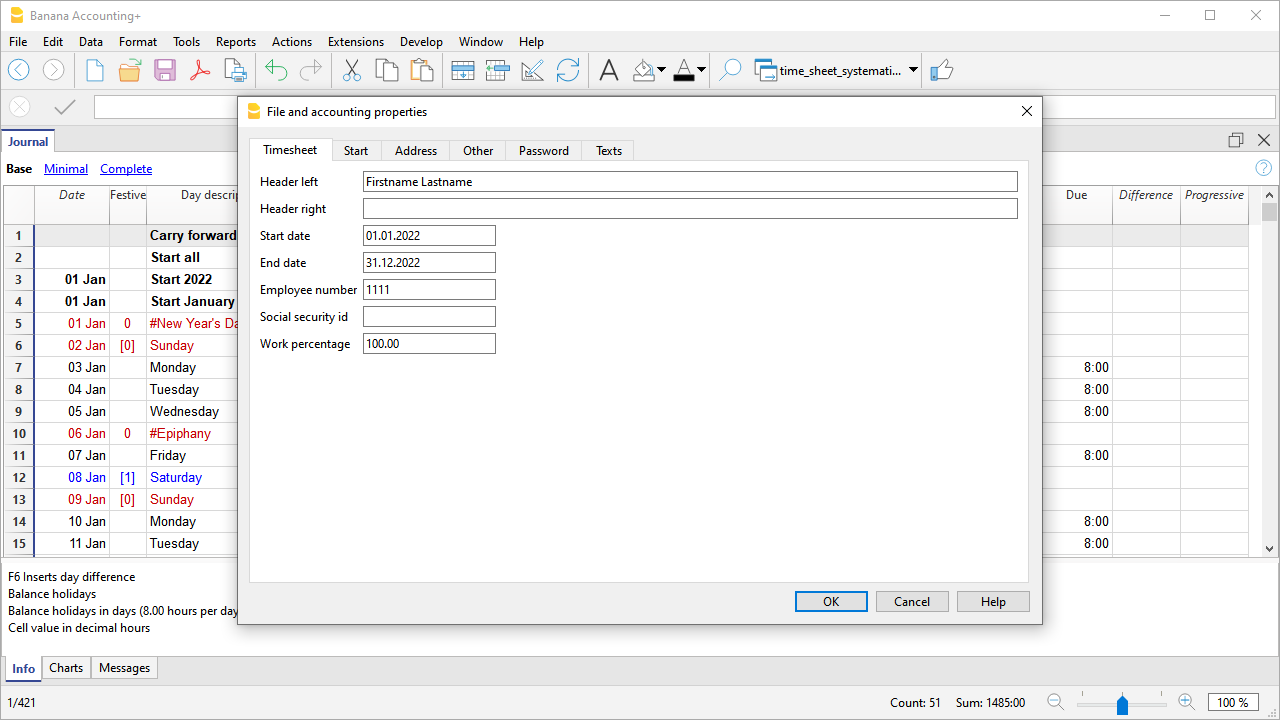 Banana Accounting+
File Edit Data Format Tools Reports Actions Extensions Develop Window Help
time_sheet_systemati...
File and accounting properties
Journal
Timesheet Start Address Other Password Texts
Base Minimal Complete
Header left Firstname Lastname
Header right
Start date 01.01.2022
End date 31.12.2022
Employee number 1111
Social security id
Work percentage 100.00
Date Festive Day descrip Due Difference Progressive
1 Carry forward
2 Start all
3 01 Jan Start 2022
4 01 Jan Start January
5 01 Jan 0 #New Year's Da
6 02 Jan [0] Sunday
7 03 Jan Monday 8:00
8 04 Jan Tuesday 8:00
9 05 Jan Wednesday 8:00
10 06 Jan 0 #Epiphany
11 07 Jan Friday 8:00
12 08 Jan [1] Saturday
13 09 Jan [0] Sunday
14 10 Jan Monday 8:00
15 11 Jan Tuesday 8:00
OK Cancel Help
F6 Inserts day difference
Balance holidays
Balance holidays in days (8.00 hours per day
Cell value in decimal hours
Info Charts Messages
1/421 Count: 51 Sum: 1485:00 100 %